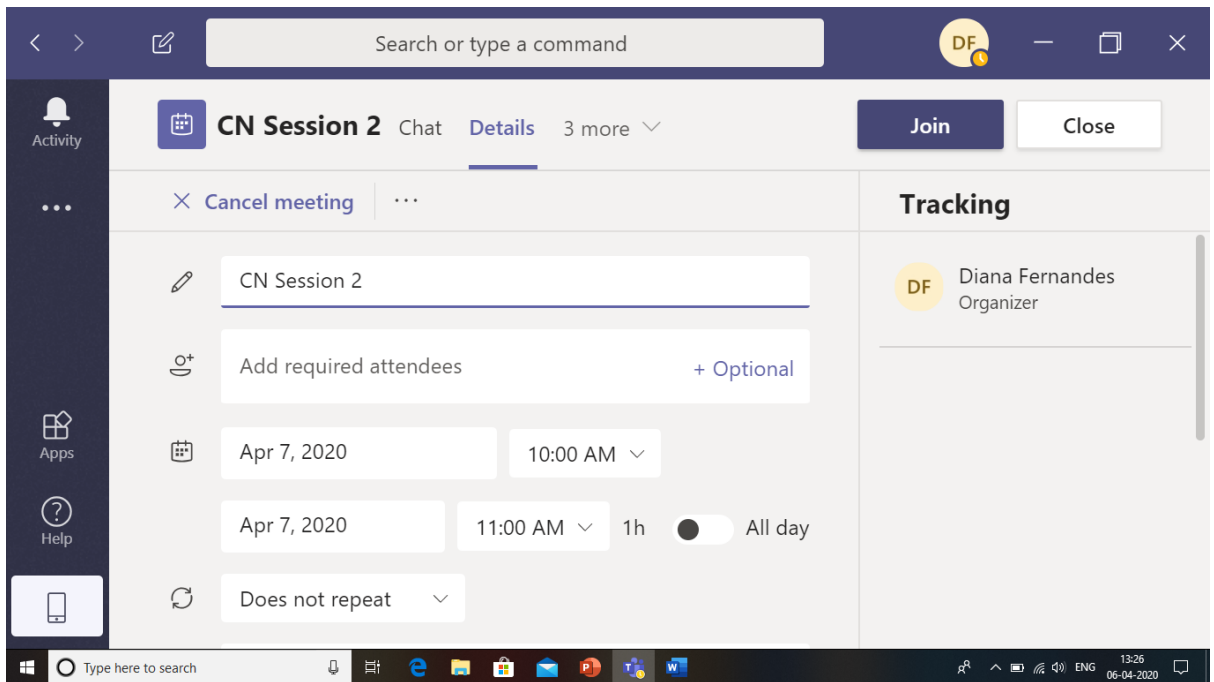 Search or type a command
DF
Activity
CN Session 2 Chat Details 3 more
Join Close
Cancel meeting
Tracking
CN Session 2
DF Diana Fernandes
Organizer
Add required attendees + Optional
Apr 7, 2020 10:00 AM
Apr 7, 2020 11:00 AM 1h All day
Does not repeat
Apps
Help
Type here to search
ENG 13:26
06-04-2020